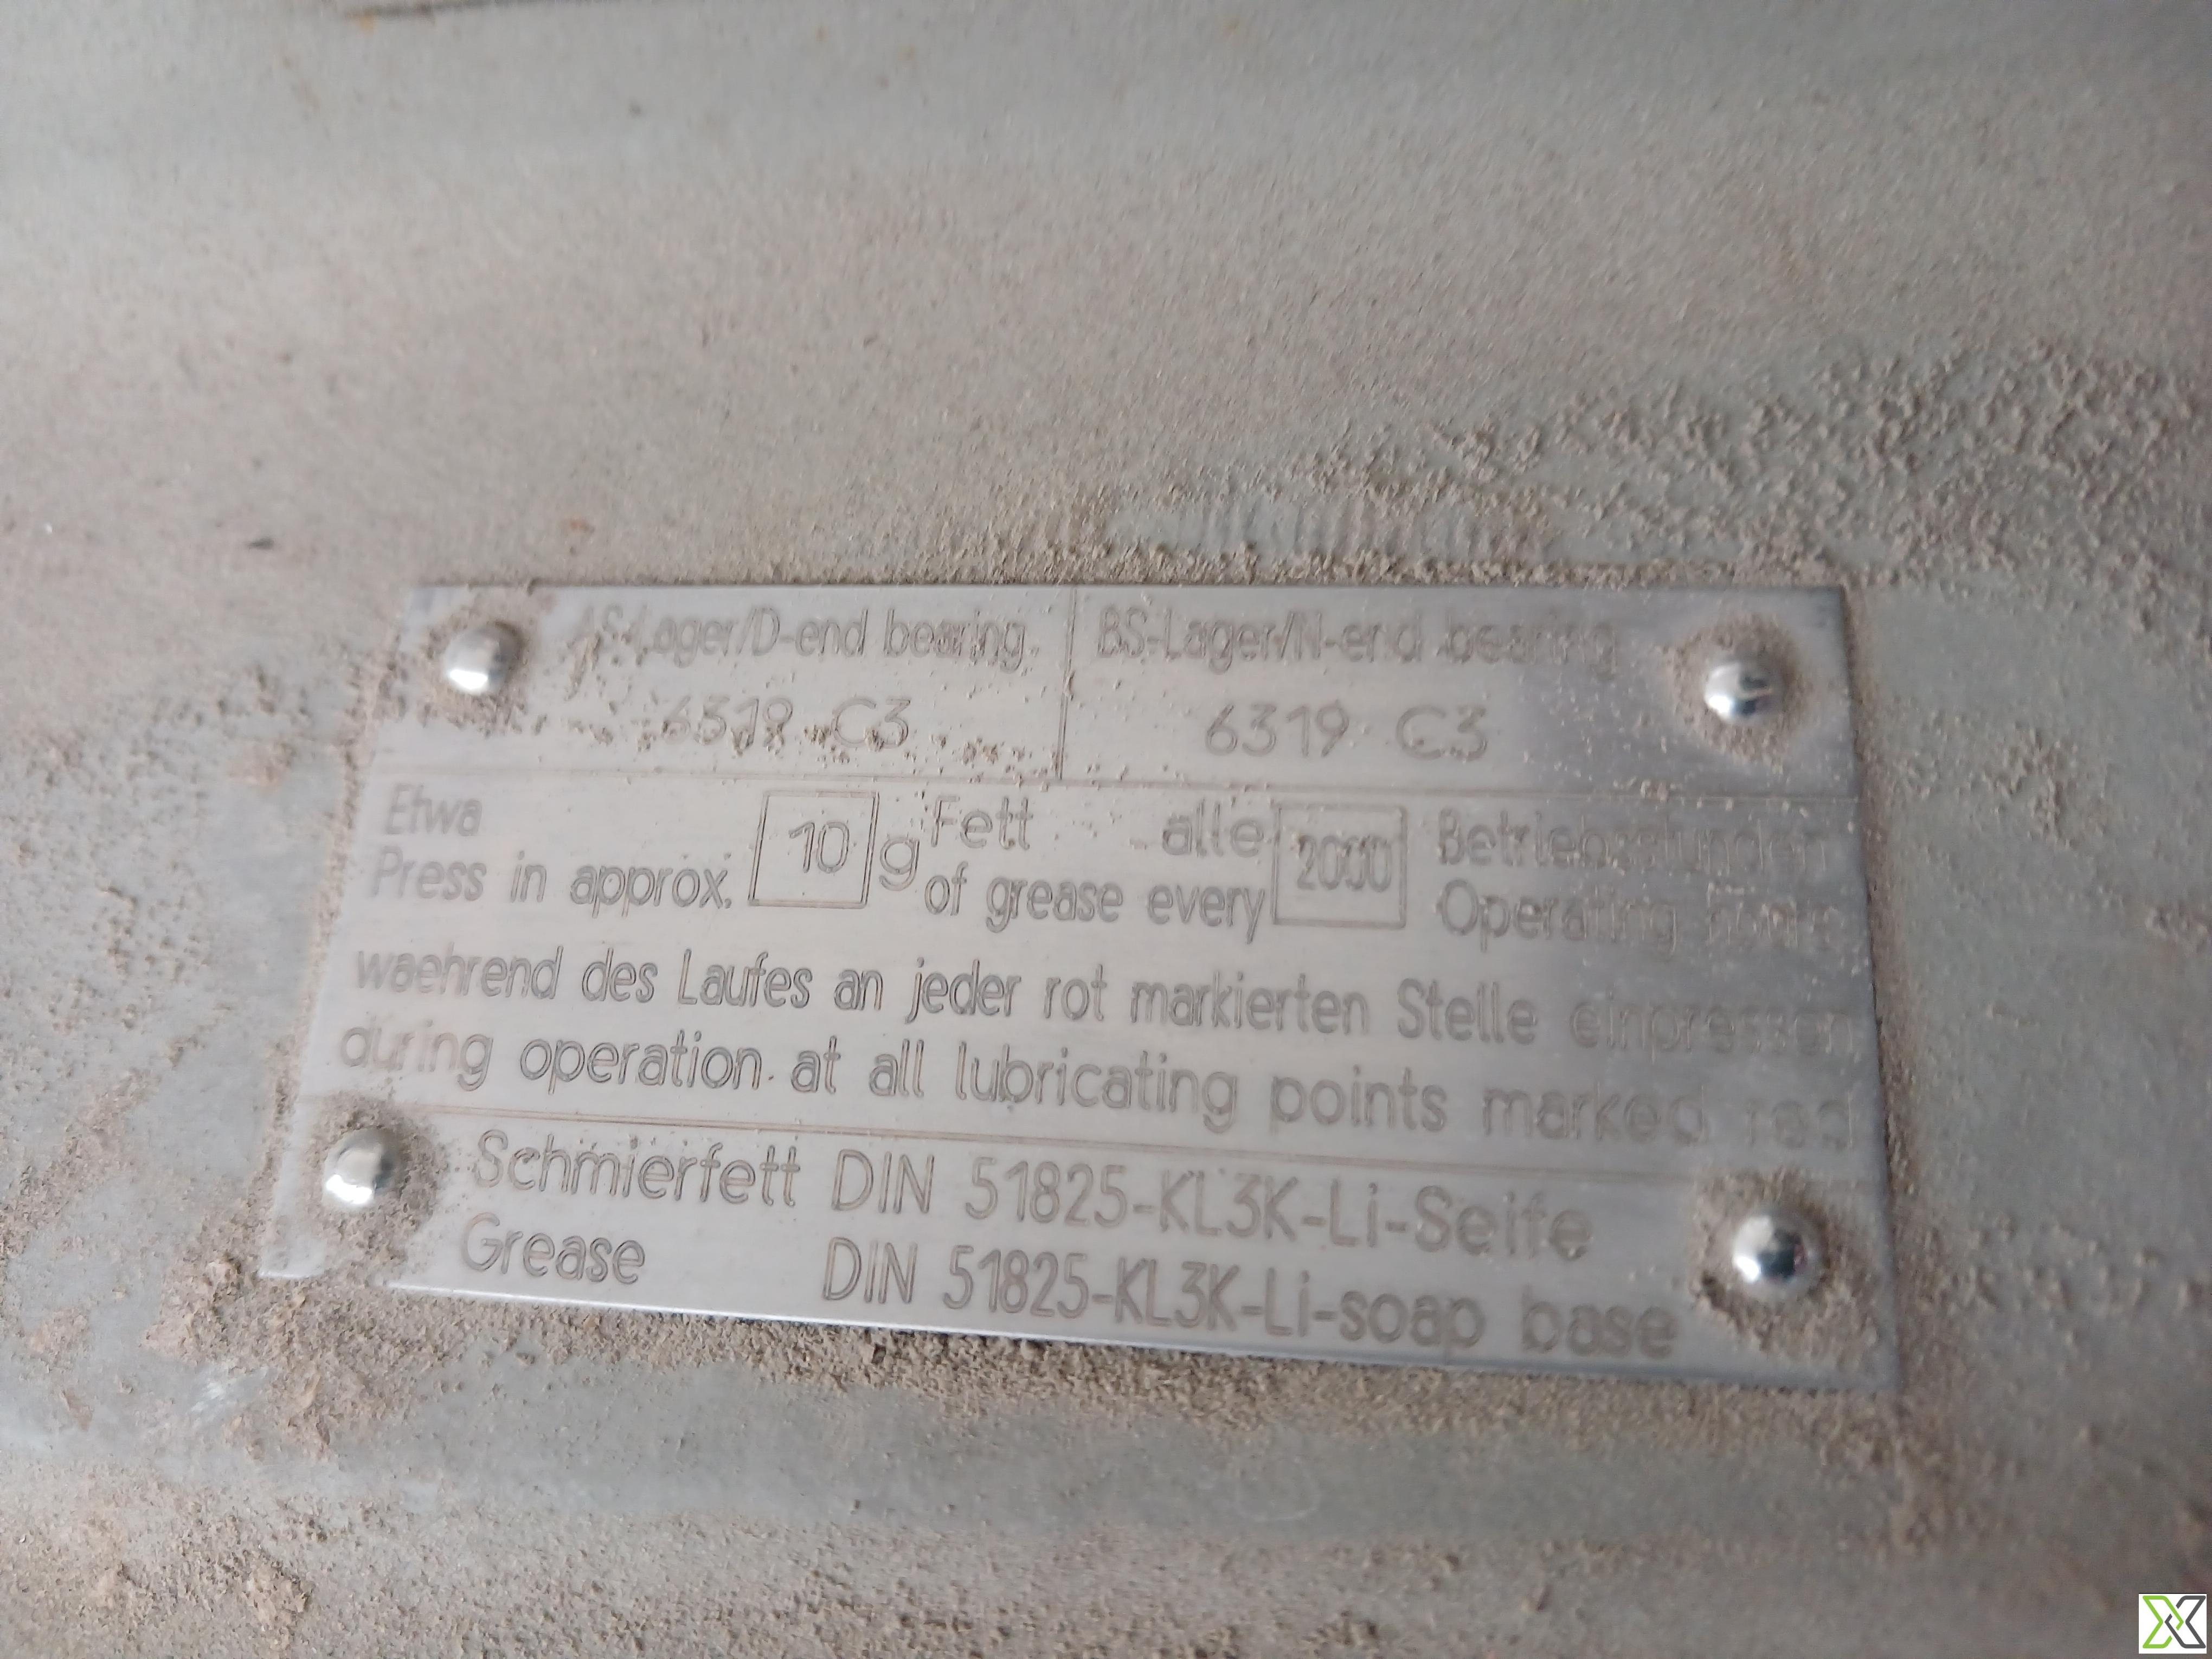 AS-Lager/D-end bearing BS-Lager/N-end bearing
6319 C3 6319 C3
Etwa 10 g Fett alle 2000 Betriebsstunden
Press in approx. of grease every Operating hours
waehrend des Laufes an jeder rot markierten Stelle einpressen
during operation at all lubricating points marked red
Schmierfett DIN 51825-KL3K-Li-Seife
Grease DIN 51825-KL3K-Li-soap base